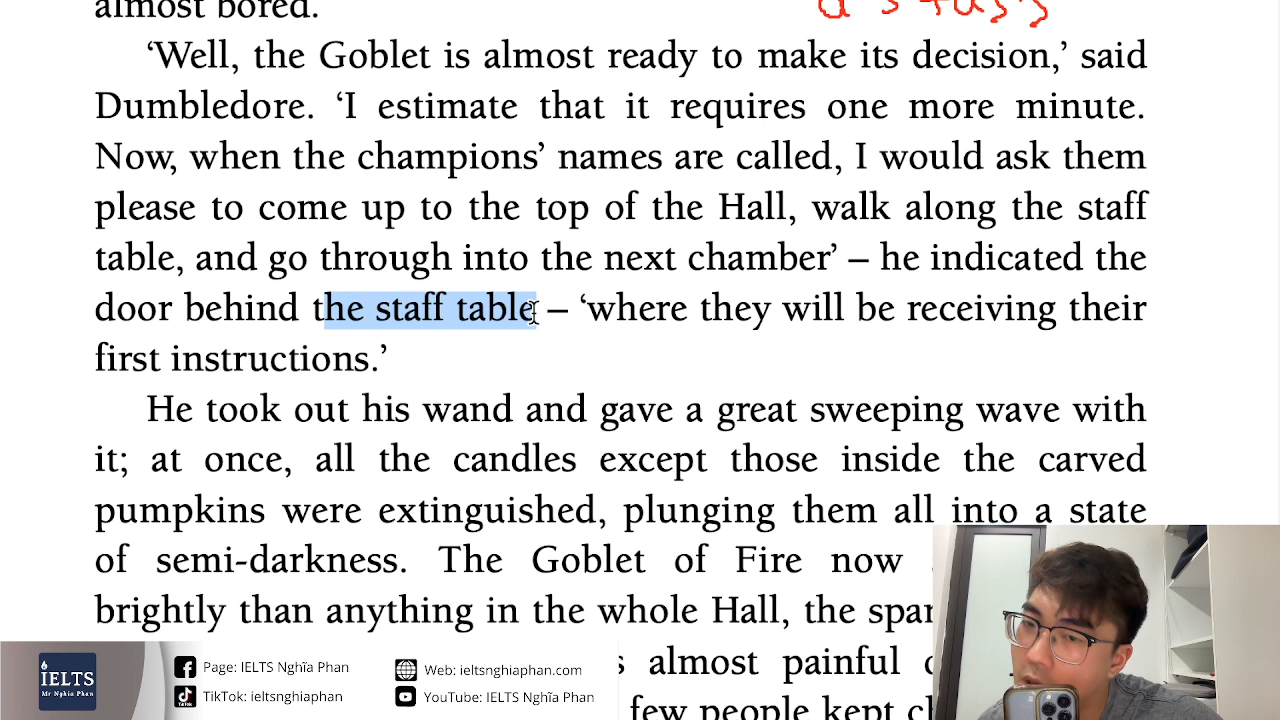 almost bored.
‘Well, the Goblet is almost ready to make its decision,’ said
Dumbledore. ‘I estimate that it requires one more minute.
Now, when the champions’ names are called, I would ask them
please to come up to the top of the Hall, walk along the staff
table, and go through into the next chamber’ – he indicated the
door behind the staff table – ‘where they will be receiving their
first instructions.’
He took out his wand and gave a great sweeping wave with
it; at once, all the candles except those inside the carved
pumpkins were extinguished, plunging them all into a state
of semi-darkness. The Goblet of Fire now
brightly than anything in the whole Hall, the
almost painful
few people kept
IELTS
Mr Nghia Phan
Page: IELTS Nghĩa Phan
TikTok: ieltsnghiaphan
Web: ieltsnghiaphan.com
YouTube: IELTS Nghĩa Phan